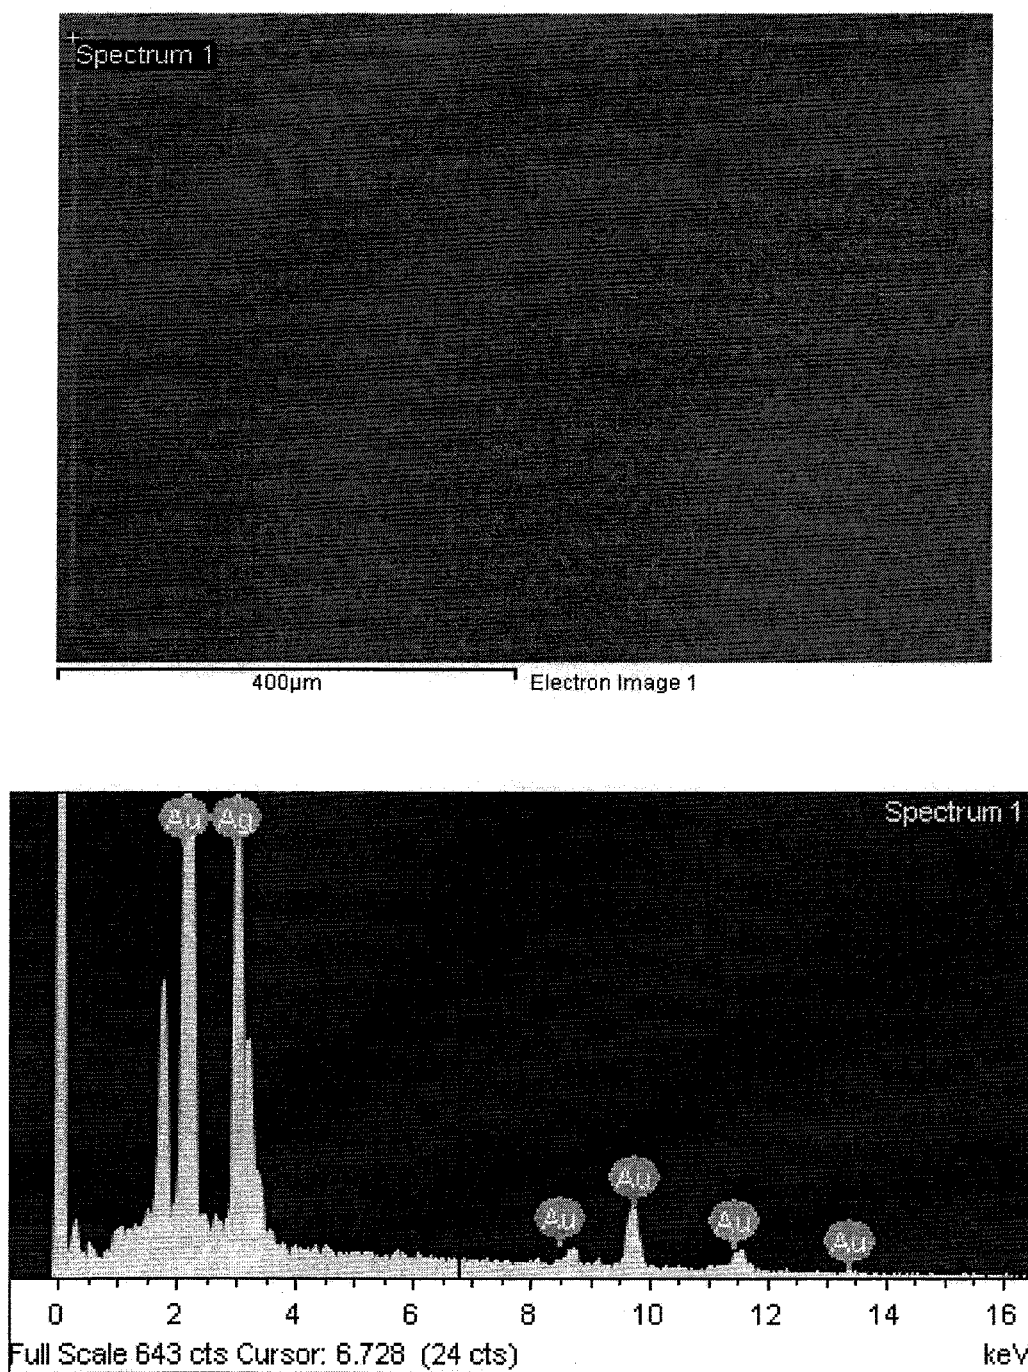 Spectrum 1
400µm Electron Image 1
Au Ag Spectrum 1
Au
Au Au
Au
0 2 4 6 8 10 12 14 16
Full Scale 643 cts Cursor: 6.728 (24 cts) keV